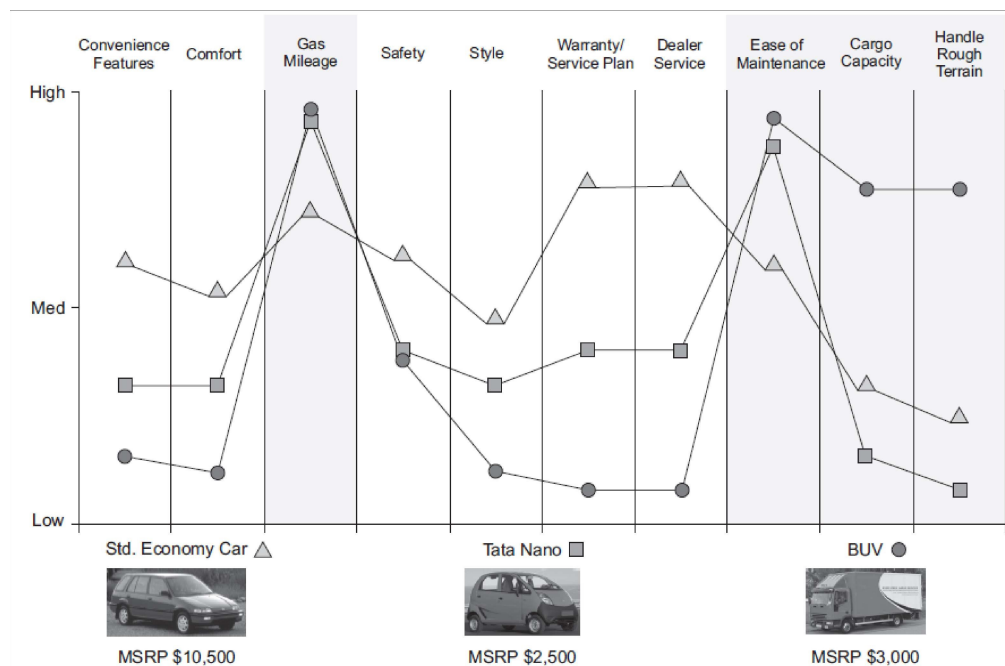 Convenience
Features
Comfort
Gas
Mileage
Safety
Style
Warranty/
Service Plan
Dealer
Service
Ease of
Maintenance
Cargo
Capacity
Handle
Rough
Terrain
High
Med
Low
Std. Economy Car
Tata Nano
BUV
MSRP $10,500
MSRP $2,500
MSRP $3,000